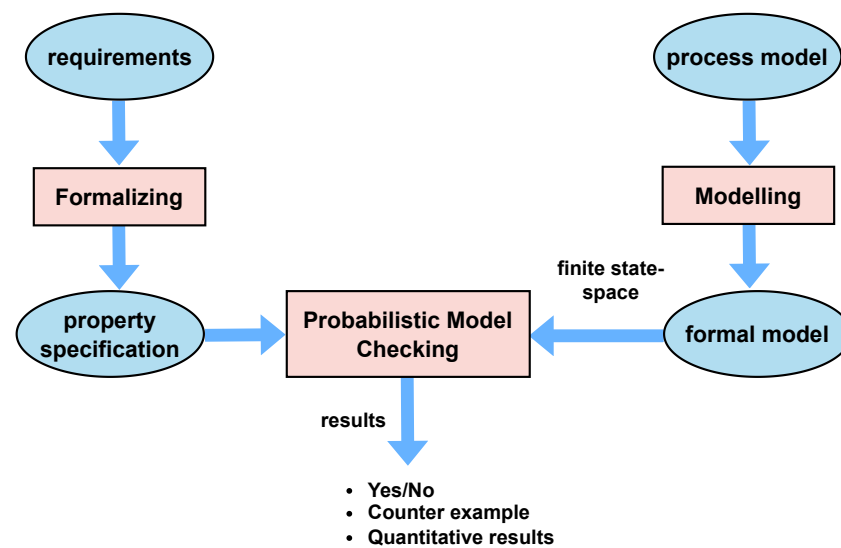 requirements
process model
Formalizing
Modelling
finite state-
space
property
specification
Probabilistic Model
Checking
formal model
results
• Yes/No
• Counter example
• Quantitative results